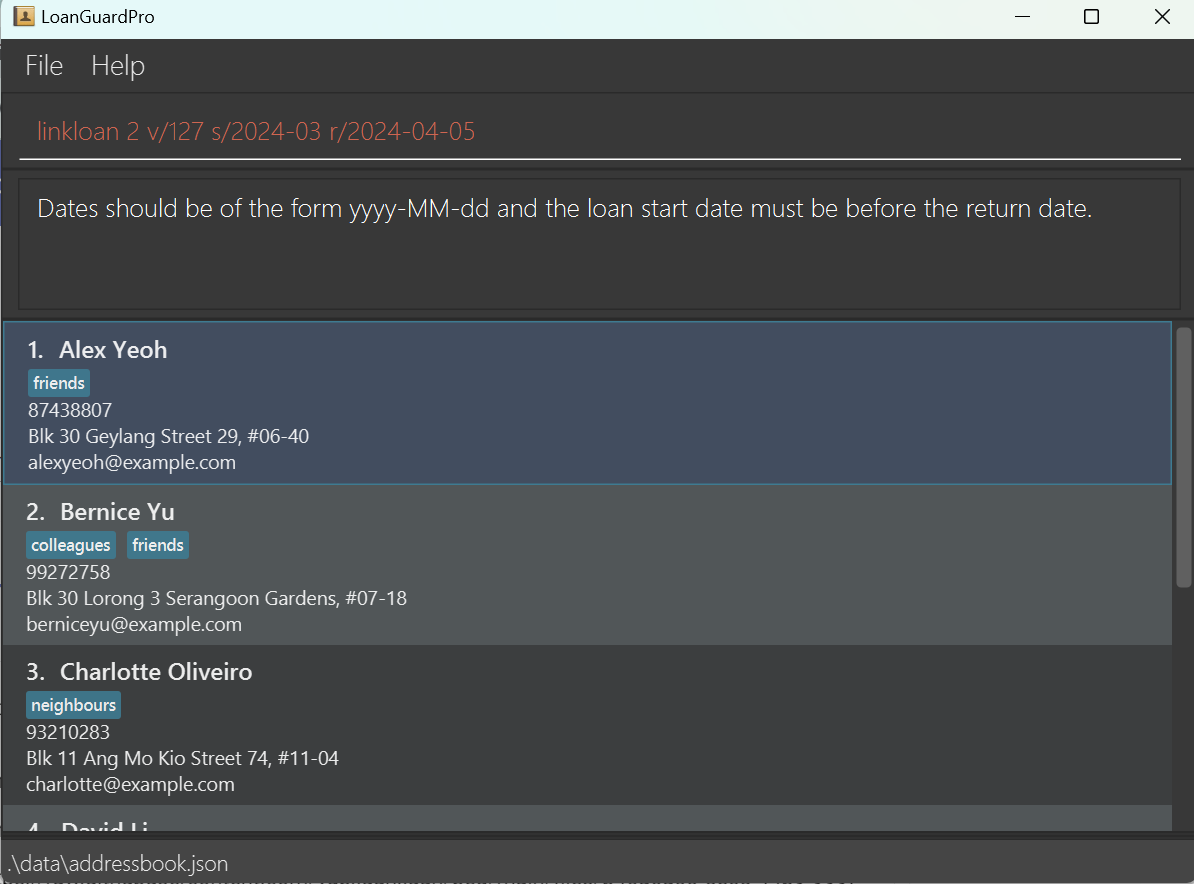 LoanGuardPro
File Help
linkloan 2 v/127 s/2024-03 r/2024-04-05
Dates should be of the form yyyy-MM-dd and the loan start date must be before the return date.
1. Alex Yeoh
friends
87438807
Blk 30 Geylang Street 29, #06-40
alexyeoh@example.com
2. Bernice Yu
colleagues friends
99272758
Blk 30 Lorong 3 Serangoon Gardens, #07-18
berniceyu@example.com
3. Charlotte Oliveiro
neighbours
93210283
Blk 11 Ang Mo Kio Street 74, #11-04
charlotte@example.com
4. David Li
.\data\addressbook.json